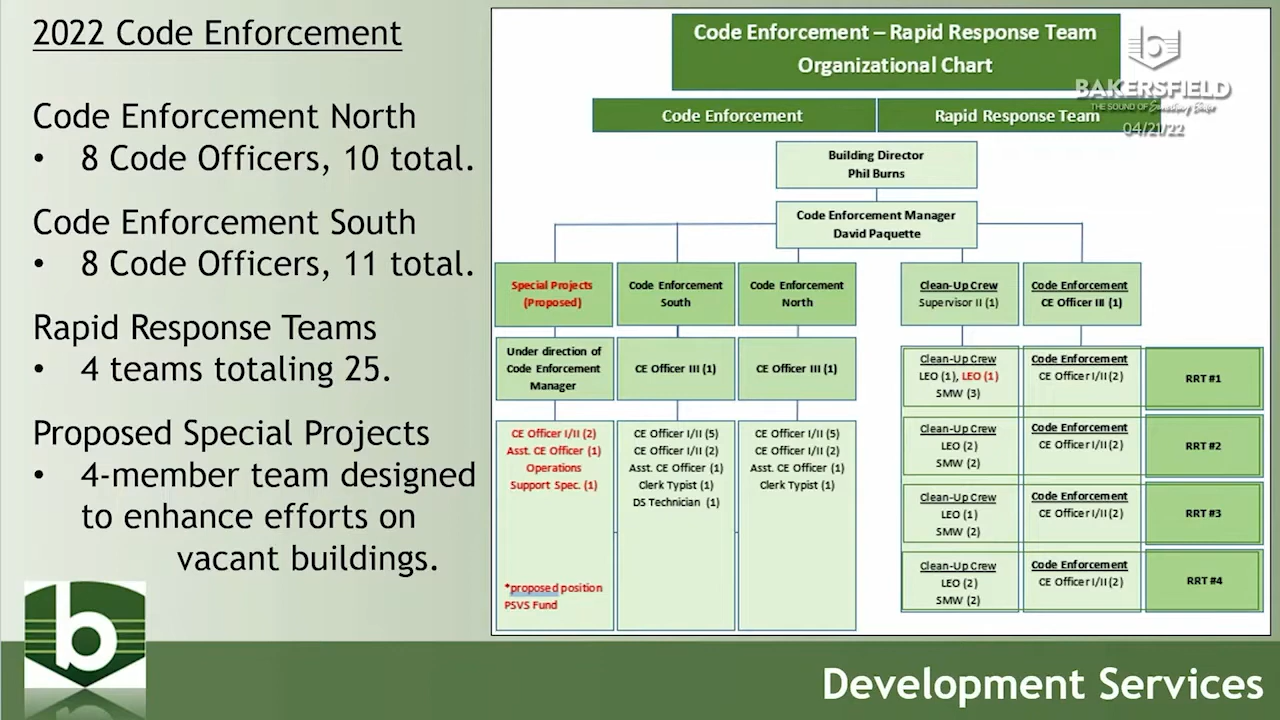 2022 Code Enforcement
Code Enforcement North
• 8 Code Officers, 10 total.
Code Enforcement South
• 8 Code Officers, 11 total.
Rapid Response Teams
• 4 teams totaling 25.
Proposed Special Projects
• 4-member team designed
to enhance efforts on
vacant buildings.
b
Code Enforcement – Rapid Response Team
Organizational Chart
b
BAKERSFIELD
THE SOUND OF Something Better
04/21/22
Code Enforcement
Rapid Response Team
Building Director
Phil Burns
Code Enforcement Manager
David Paquette
Special Projects
(Proposed)
Code Enforcement
South
Code Enforcement
North
Clean-Up Crew
Supervisor II (1)
Code Enforcement
CE Officer III (1)
Under direction of
Code Enforcement
Manager
CE Officer III (1)
CE Officer III (1)
CE Officer I/II (2)
Asst. CE Officer (1)
Operations
Support Spec. (1)
*proposed position
PSVS Fund
CE Officer I/II (5)
CE Officer I/II (2)
Asst. CE Officer (1)
Clerk Typist (1)
DS Technician (1)
CE Officer I/II (5)
CE Officer I/II (2)
Asst. CE Officer (1)
Clerk Typist (1)
Clean-Up Crew
LEO (1), LEO (1)
SMW (3)
Code Enforcement
CE Officer I/II (2)
RRT #1
Clean-Up Crew
LEO (2)
SMW (2)
Code Enforcement
CE Officer I/II (2)
RRT #2
Clean-Up Crew
LEO (1)
SMW (2)
Code Enforcement
CE Officer I/II (2)
RRT #3
Clean-Up Crew
LEO (2)
SMW (2)
Code Enforcement
CE Officer I/II (2)
RRT #4
Development Services